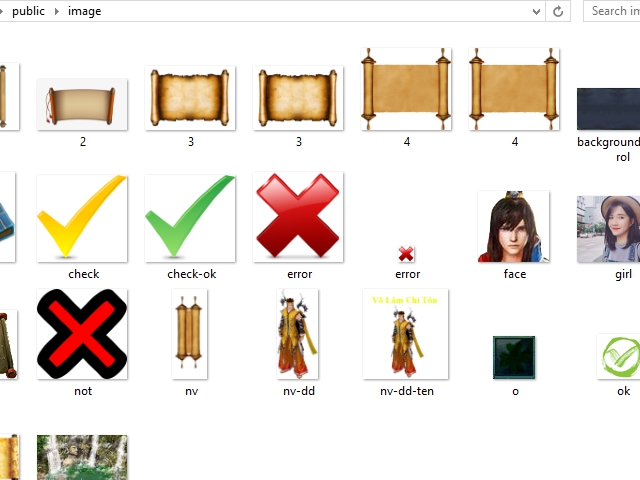 public
image
Search im
2
3
3
4
4
background
rol
check
check-ok
error
error
face
girl
not
nv
nv-dd
Võ Lâm Chí Tôn
nv-dd-ten
o
ok